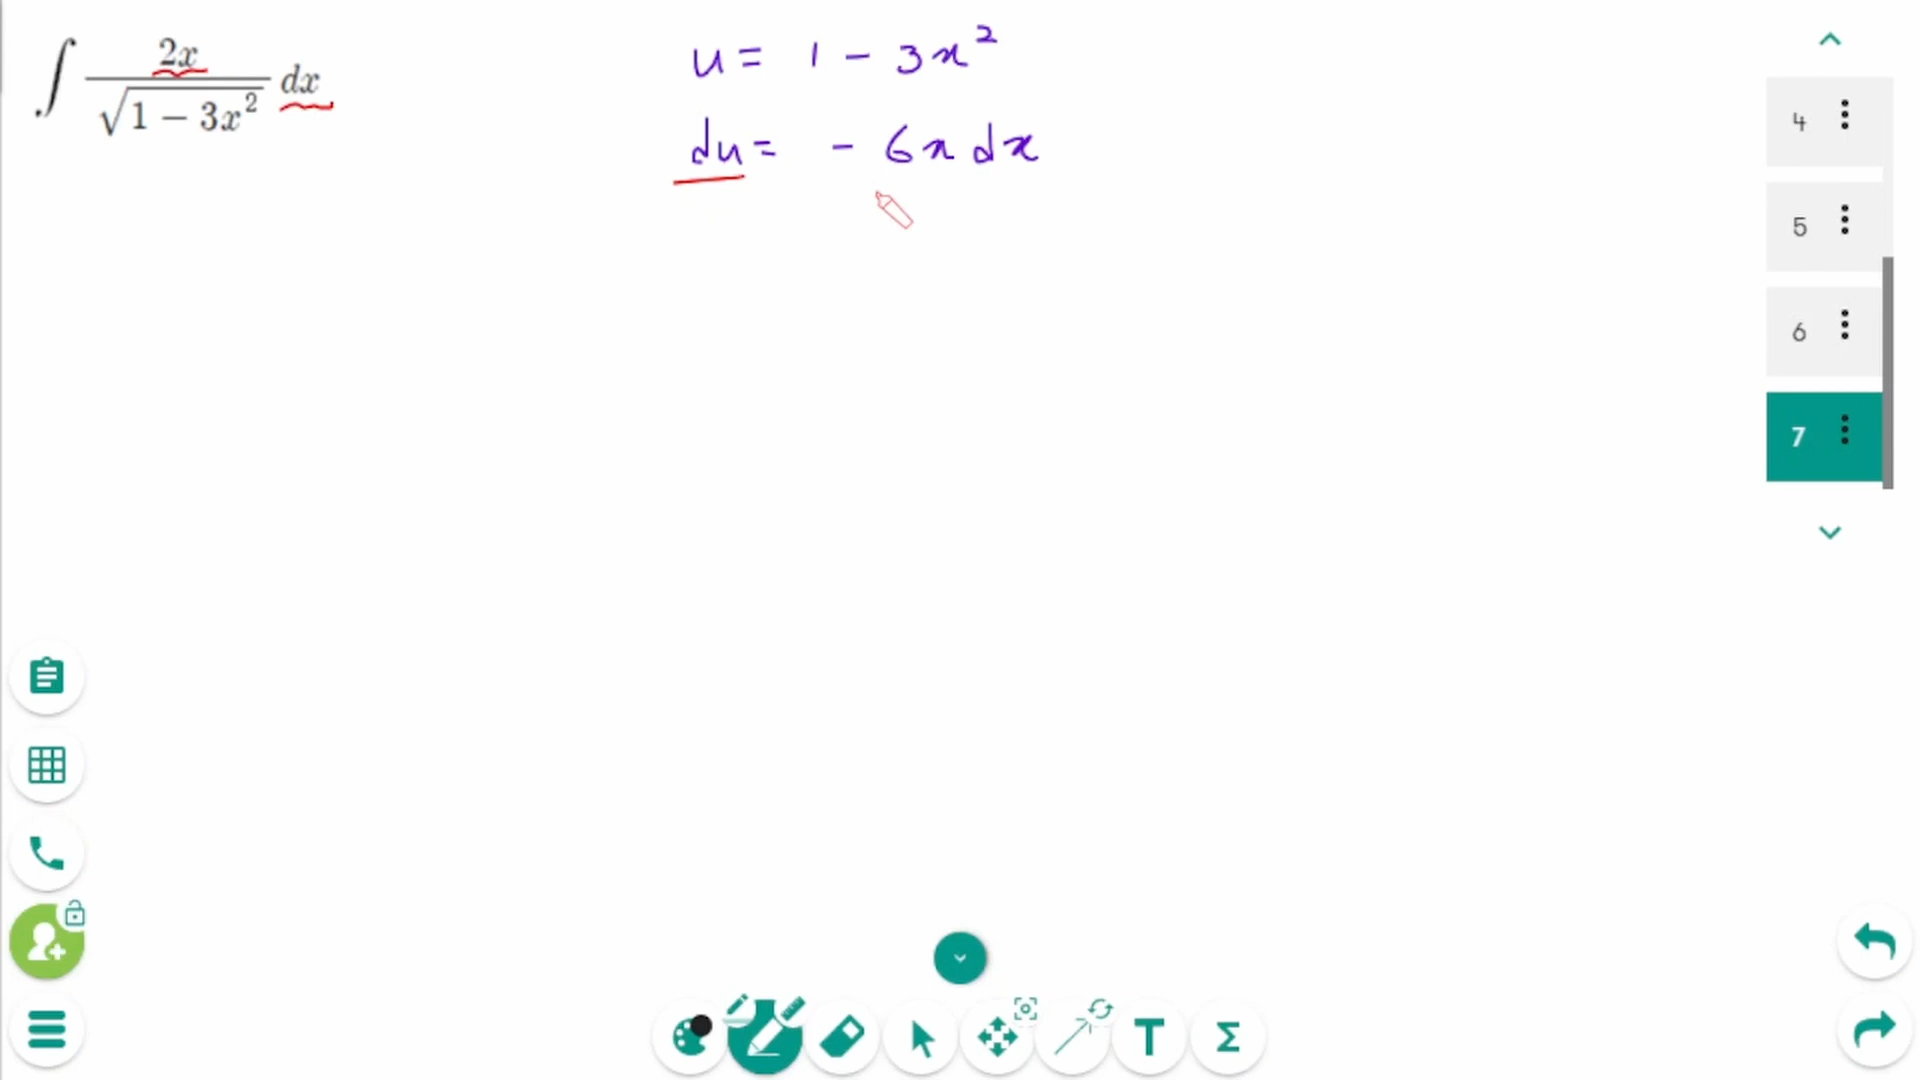 ∫ 2x / √(1 − 3x²) dx
u = 1 − 3x²
du = − 6x dx
4
5
6
7
T
Σ